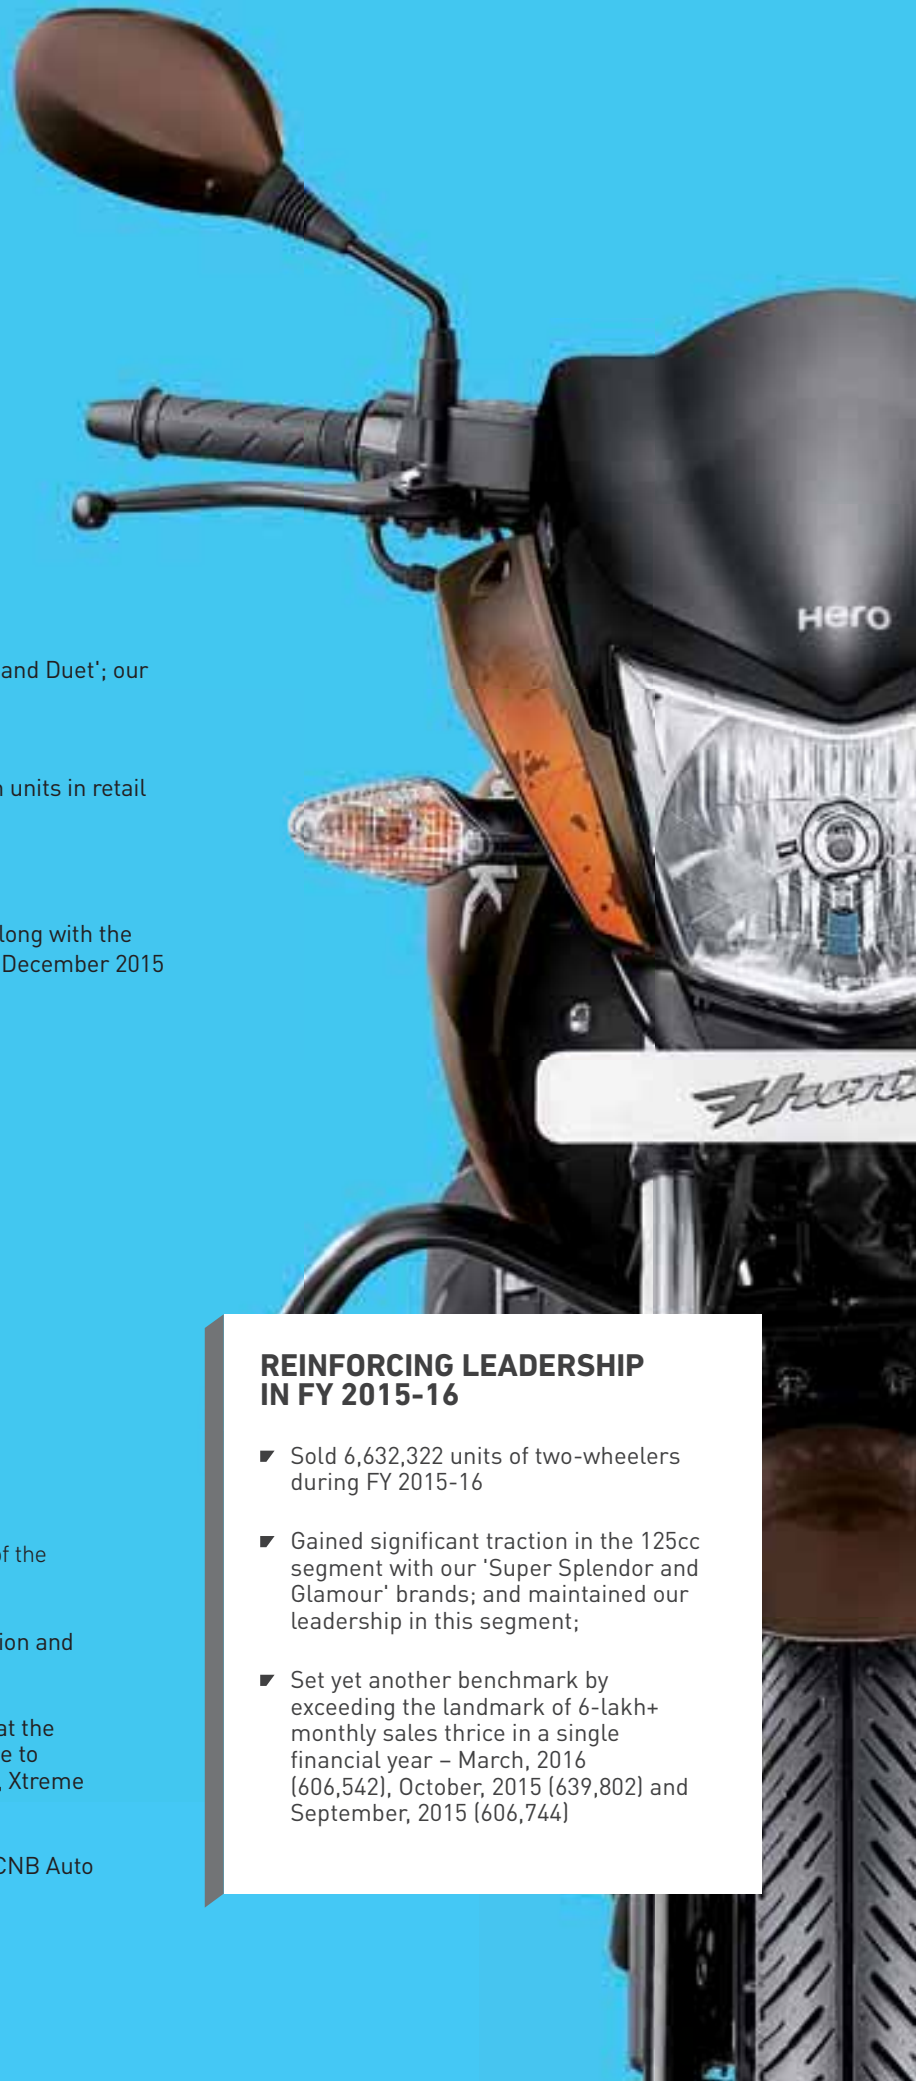 Hero
and Duet'; our
units in retail
long with the
December 2015
REINFORCING LEADERSHIP
IN FY 2015-16
Sold 6,632,322 units of two-wheelers
during FY 2015-16
Gained significant traction in the 125cc
segment with our 'Super Splendor and
Glamour' brands; and maintained our
leadership in this segment;
Set yet another benchmark by
exceeding the landmark of 6-lakh+
monthly sales thrice in a single
financial year – March, 2016
(606,542), October, 2015 (639,802) and
September, 2015 (606,744)
of the
and
at the
to
Xtreme
CNB Auto